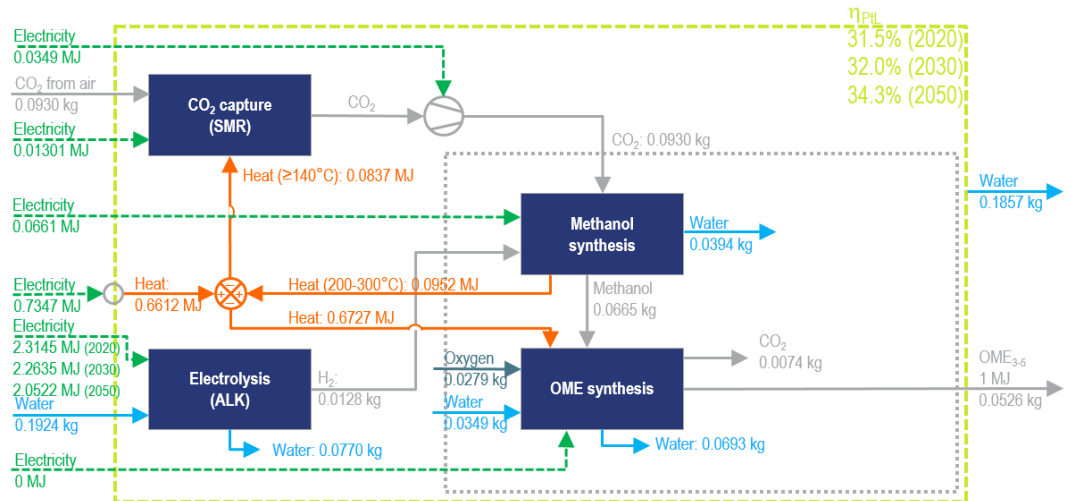 Electricity
0.0349 MJ
CO₂ from air
0.0930 kg
Electricity
0.01301 MJ
CO₂ capture
(SMR)
CO₂
η_PtL
31.5% (2020)
32.0% (2030)
34.3% (2050)
CO₂: 0.0930 kg
Heat (≥140°C): 0.0837 MJ
Electricity
0.0661 MJ
Methanol
synthesis
Water
0.0394 kg
Water
0.1857 kg
Electricity
0.7347 MJ
Heat:
0.6612 MJ
Heat (200-300°C): 0.0952 MJ
Methanol
0.0665 kg
Heat: 0.6727 MJ
Electricity
2.3145 MJ (2020)
2.2635 MJ (2030)
2.0522 MJ (2050)
Water
0.1924 kg
Electrolysis
(ALK)
H₂:
0.0128 kg
Oxygen
0.0279 kg
Water
0.0349 kg
OME synthesis
CO₂
0.0074 kg
OME₃₋₅
1 MJ
0.0526 kg
Water: 0.0770 kg
Water: 0.0693 kg
Electricity
0 MJ